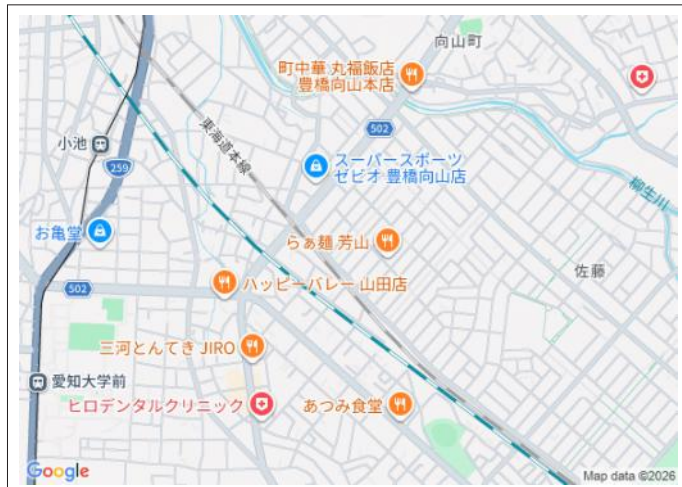 向山町
町中華 丸福飯店
豊橋向山本店
502
東海道本線
小池
259
スーパースポーツ
ゼビオ 豊橋向山店
柳生川
お亀堂
らぁ麺 芳山
佐藤
502
ハッピーバレー 山田店
三河とんてき JIRO
愛知大学前
ヒロデンタルクリニック
あつみ食堂
Google
Map data ©2026